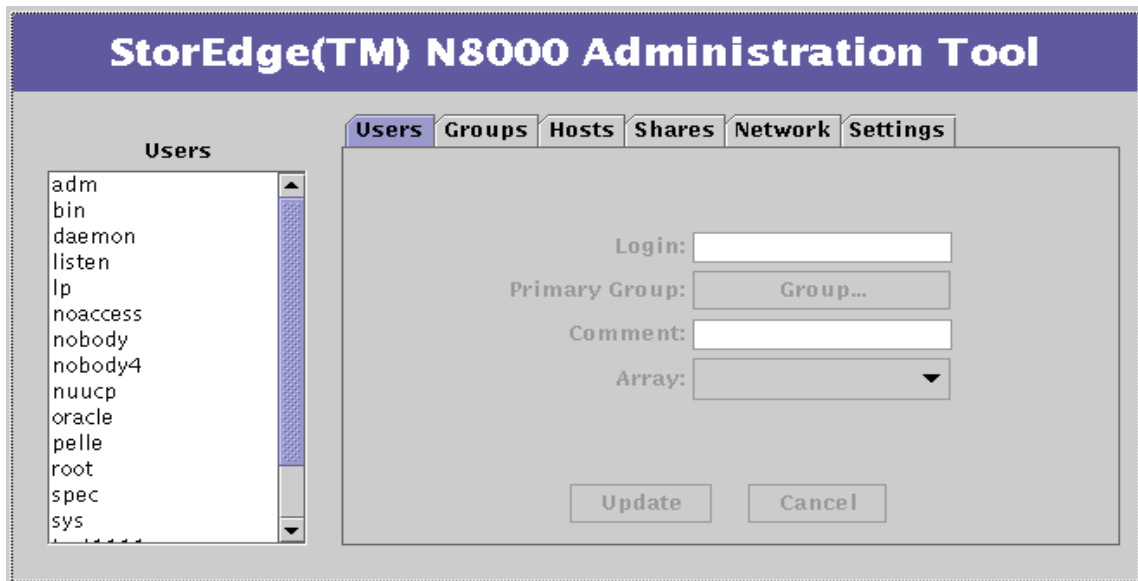 StorEdge(TM) N8000 Administration Tool
Users Groups Hosts Shares Network Settings
Users
adm
bin
daemon
listen
lp
noaccess
nobody
nobody4
nuucp
oracle
pelle
root
spec
sys
Login:
Primary Group: Group...
Comment:
Array:
Update Cancel